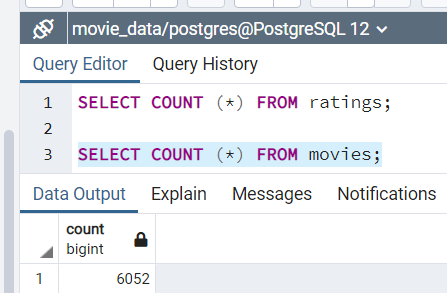 movie_data/postgres@PostgreSQL 12
Query Editor Query History
1 SELECT COUNT (*) FROM ratings;
2
3 SELECT COUNT (*) FROM movies;
Data Output Explain Messages Notifications
count
bigint
1 6052